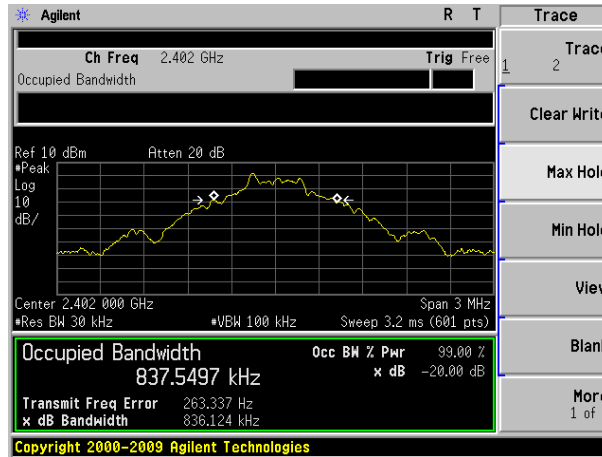 Agilent R T Trace
Ch Freq 2.402 GHz Trig Free
Occupied Bandwidth
Trace
1 2
Clear Write
Max Hold
Min Hold
View
Blank
More
1 of
Ref 10 dBm Atten 20 dB
#Peak
Log
10
dB/
Center 2.402 000 GHz Span 3 MHz
#Res BW 30 kHz #VBW 100 kHz Sweep 3.2 ms (601 pts)
Occupied Bandwidth Occ BW % Pwr 99.00 %
837.5497 kHz x dB -20.00 dB
Transmit Freq Error 263.337 Hz
x dB Bandwidth 836.124 kHz
Copyright 2000-2009 Agilent Technologies